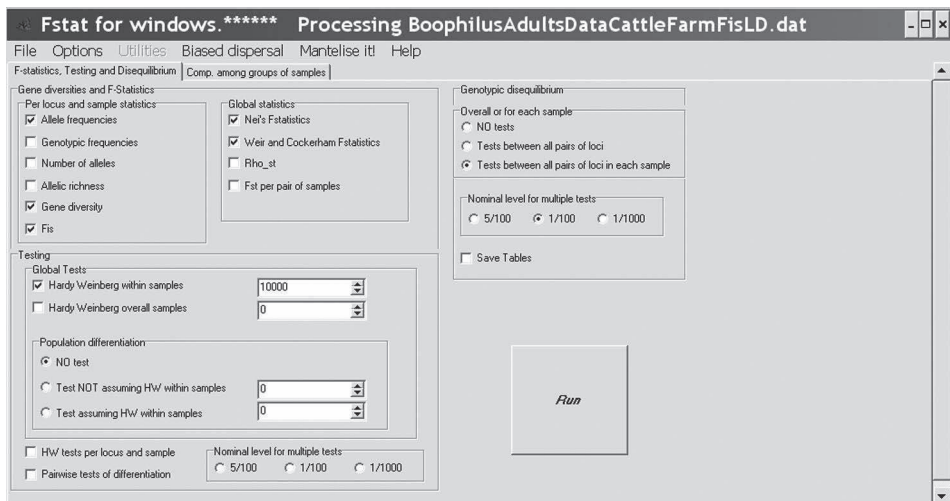 Fstat for windows.****** Processing BoophilusAdultsDataCattleFarmFisLD.dat
File Options Utilities Biased dispersal Mantelise it! Help
F-statistics, Testing and Disequilibrium Comp. among groups of samples
Gene diversities and F-Statistics
Per locus and sample statistics
Allele frequencies
Genotypic frequencies
Number of alleles
Allelic richness
Gene diversity
Fis
Global statistics
Nei's Fstatistics
Weir and Cockerham Fstatistics
Rho_st
Fst per pair of samples
Genotypic disequilibrium
Overall or for each sample
NO tests
Tests between all pairs of loci
Tests between all pairs of loci in each sample
Nominal level for multiple tests
5/100 1/100 1/1000
Save Tables
Testing
Global Tests
Hardy Weinberg within samples 10000
Hardy Weinberg overall samples 0
Population differentiation
NO test
Test NOT assuming HW within samples 0
Test assuming HW within samples 0
HW tests per locus and sample
Pairwise tests of differentiation
Nominal level for multiple tests
5/100 1/100 1/1000
Run